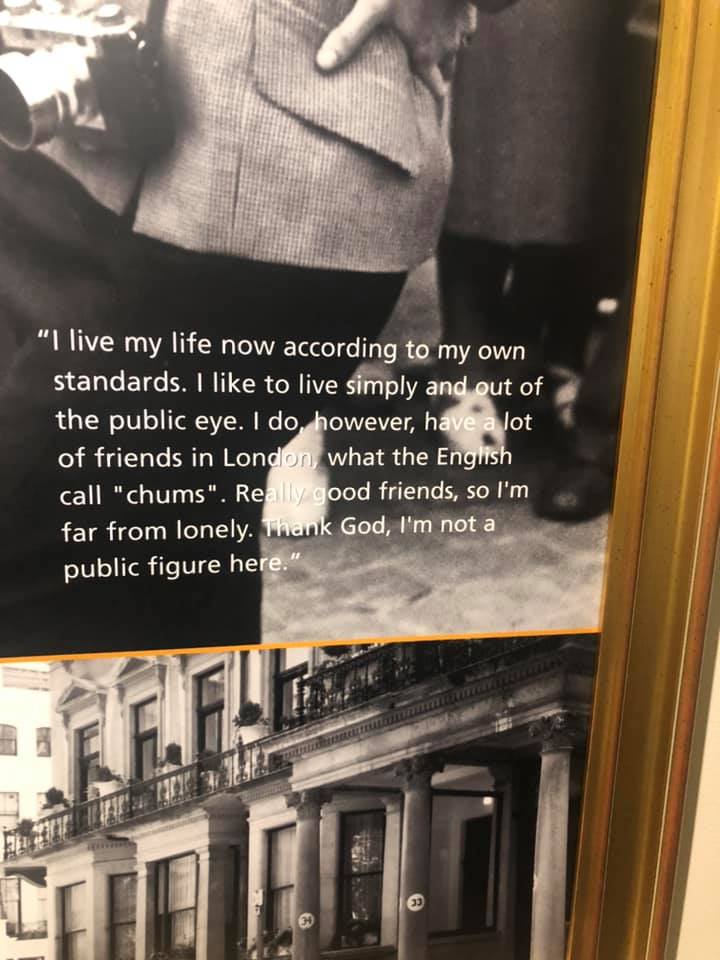 “I live my life now according to my own
standards. I like to live simply and out of
the public eye. I do, however, have a lot
of friends in London, what the English
call "chums". Really good friends, so I'm
far from lonely. Thank God, I'm not a
public figure here.”
34
33